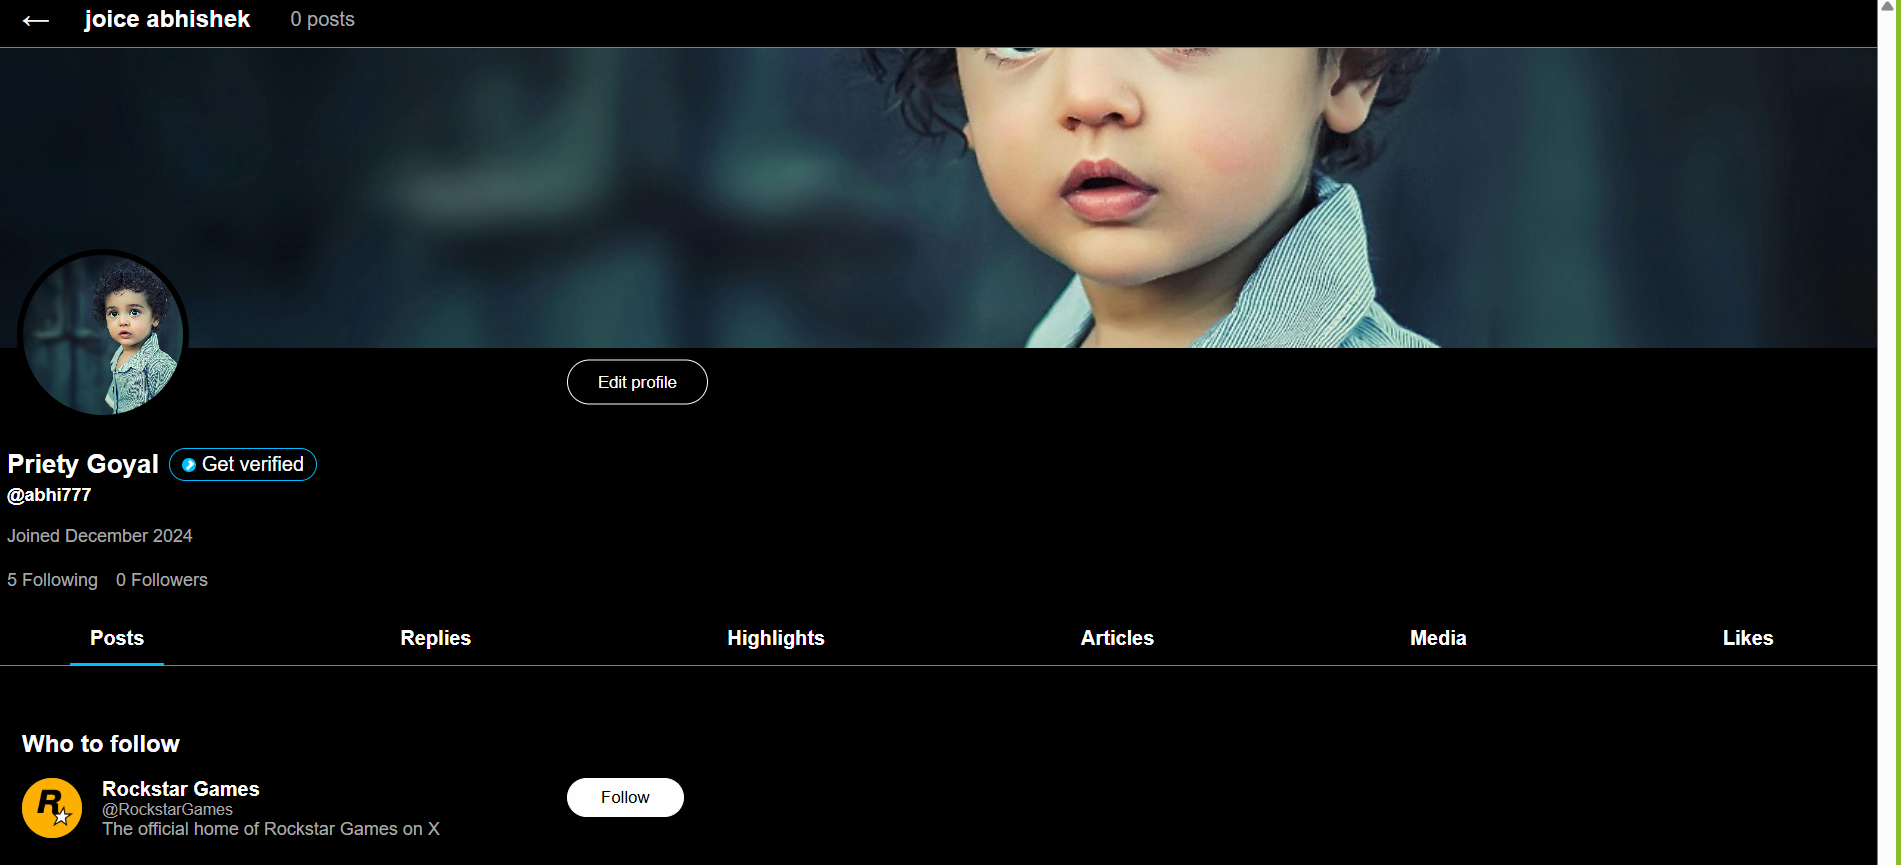 joice abhishek 0 posts
Edit profile
Priety Goyal Get verified
@abhi777
Joined December 2024
5 Following 0 Followers
Posts Replies Highlights Articles Media Likes
Who to follow
R
Rockstar Games
@RockstarGames
The official home of Rockstar Games on X
Follow